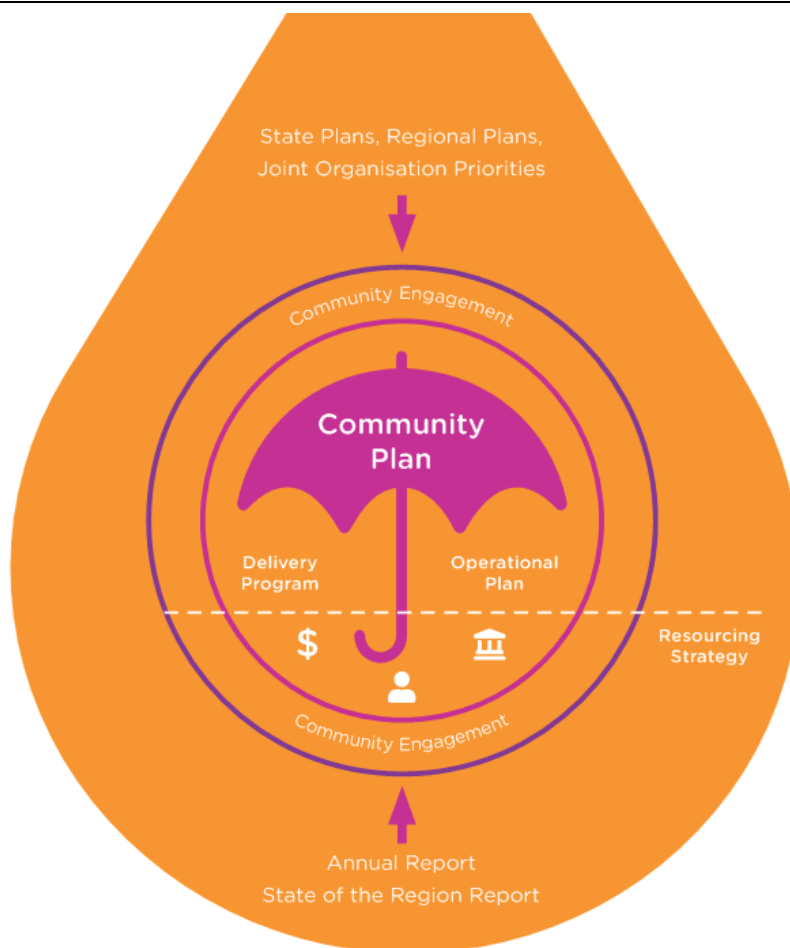 State Plans, Regional Plans,
Joint Organisation Priorities
Community Engagement
Community
Plan
Delivery
Program
Operational
Plan
$
Resourcing
Strategy
Community Engagement
Annual Report
State of the Region Report